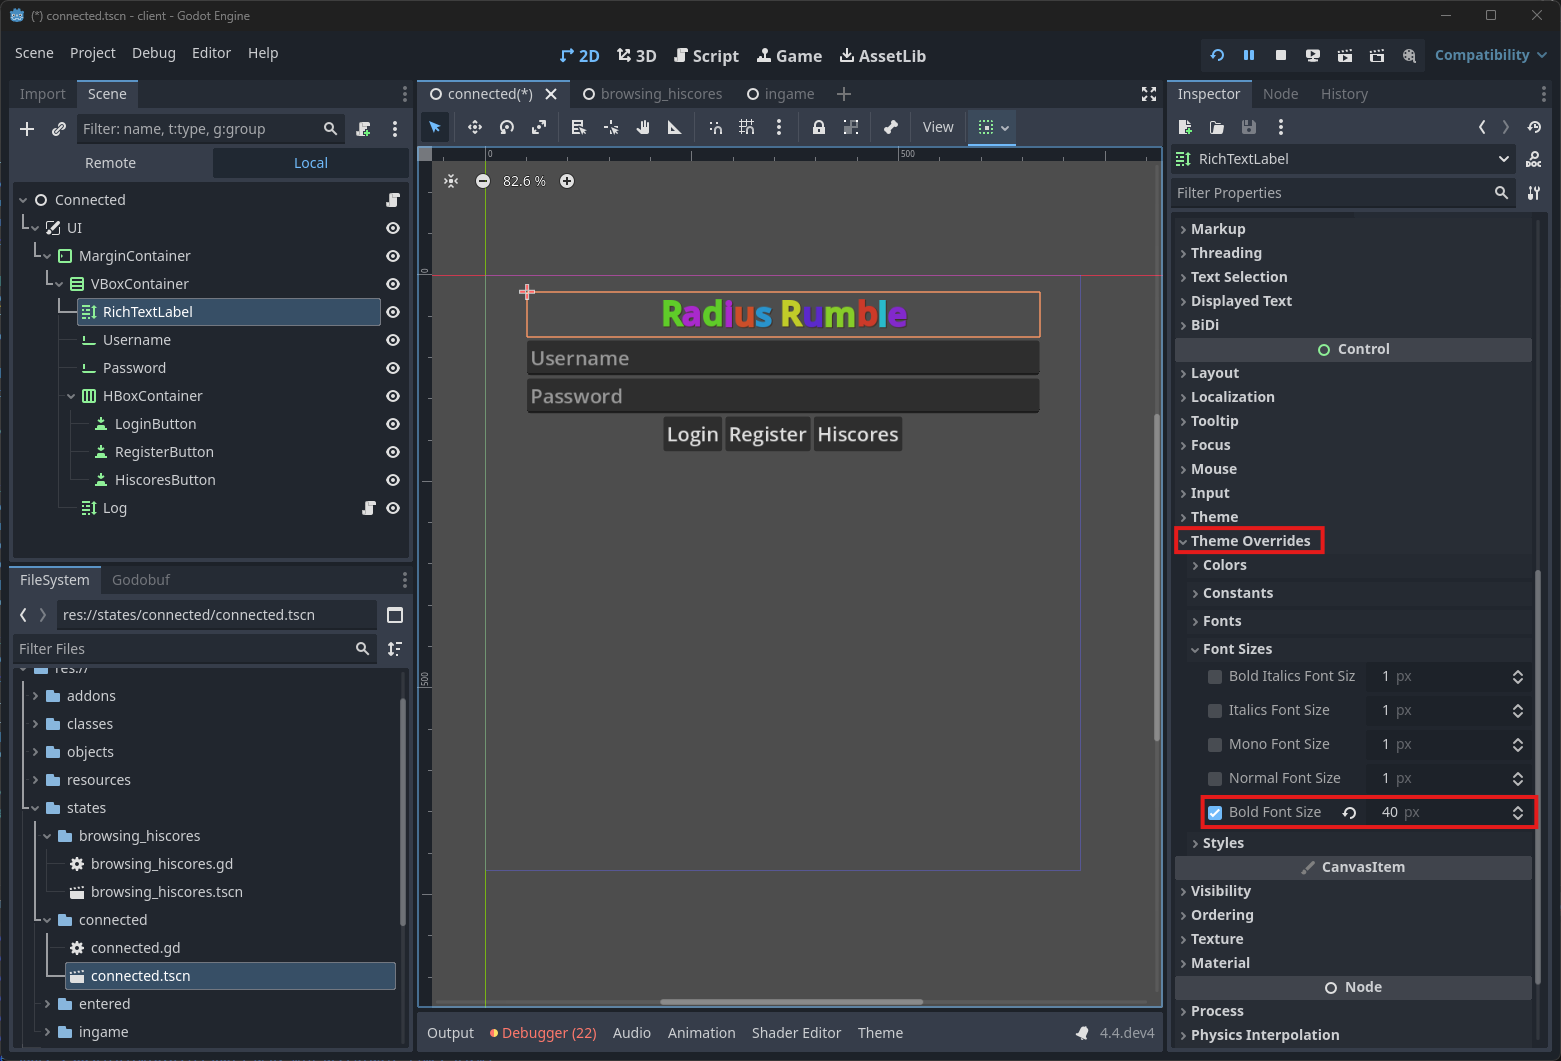 (*) connected.tscn - client - Godot Engine
Scene Project Debug Editor Help
2D 3D Script Game AssetLib
Compatibility
Import Scene
Filter: name, t:type, g:group
Remote Local
Connected
UI
MarginContainer
VBoxContainer
RichTextLabel
Username
Password
HBoxContainer
LoginButton
RegisterButton
HiscoresButton
Log
FileSystem Godobuf
res://states/connected/connected.tscn
Filter Files
res://
addons
classes
objects
resources
states
browsing_hiscores
browsing_hiscores.gd
browsing_hiscores.tscn
connected
connected.gd
connected.tscn
entered
ingame
connected(*) browsing_hiscores ingame
View
0 500
82.6 %
0
500
Radius Rumble
Username
Password
Login Register Hiscores
Output Debugger (22) Audio Animation Shader Editor Theme 4.4.dev4
Inspector Node History
RichTextLabel
DOC
Filter Properties
Markup
Threading
Text Selection
Displayed Text
BiDi
Control
Layout
Localization
Tooltip
Focus
Mouse
Input
Theme
Theme Overrides
Colors
Constants
Fonts
Font Sizes
Bold Italics Font Siz 1 px
Italics Font Size 1 px
Mono Font Size 1 px
Normal Font Size 1 px
Bold Font Size 40 px
Styles
CanvasItem
Visibility
Ordering
Texture
Material
Node
Process
Physics Interpolation